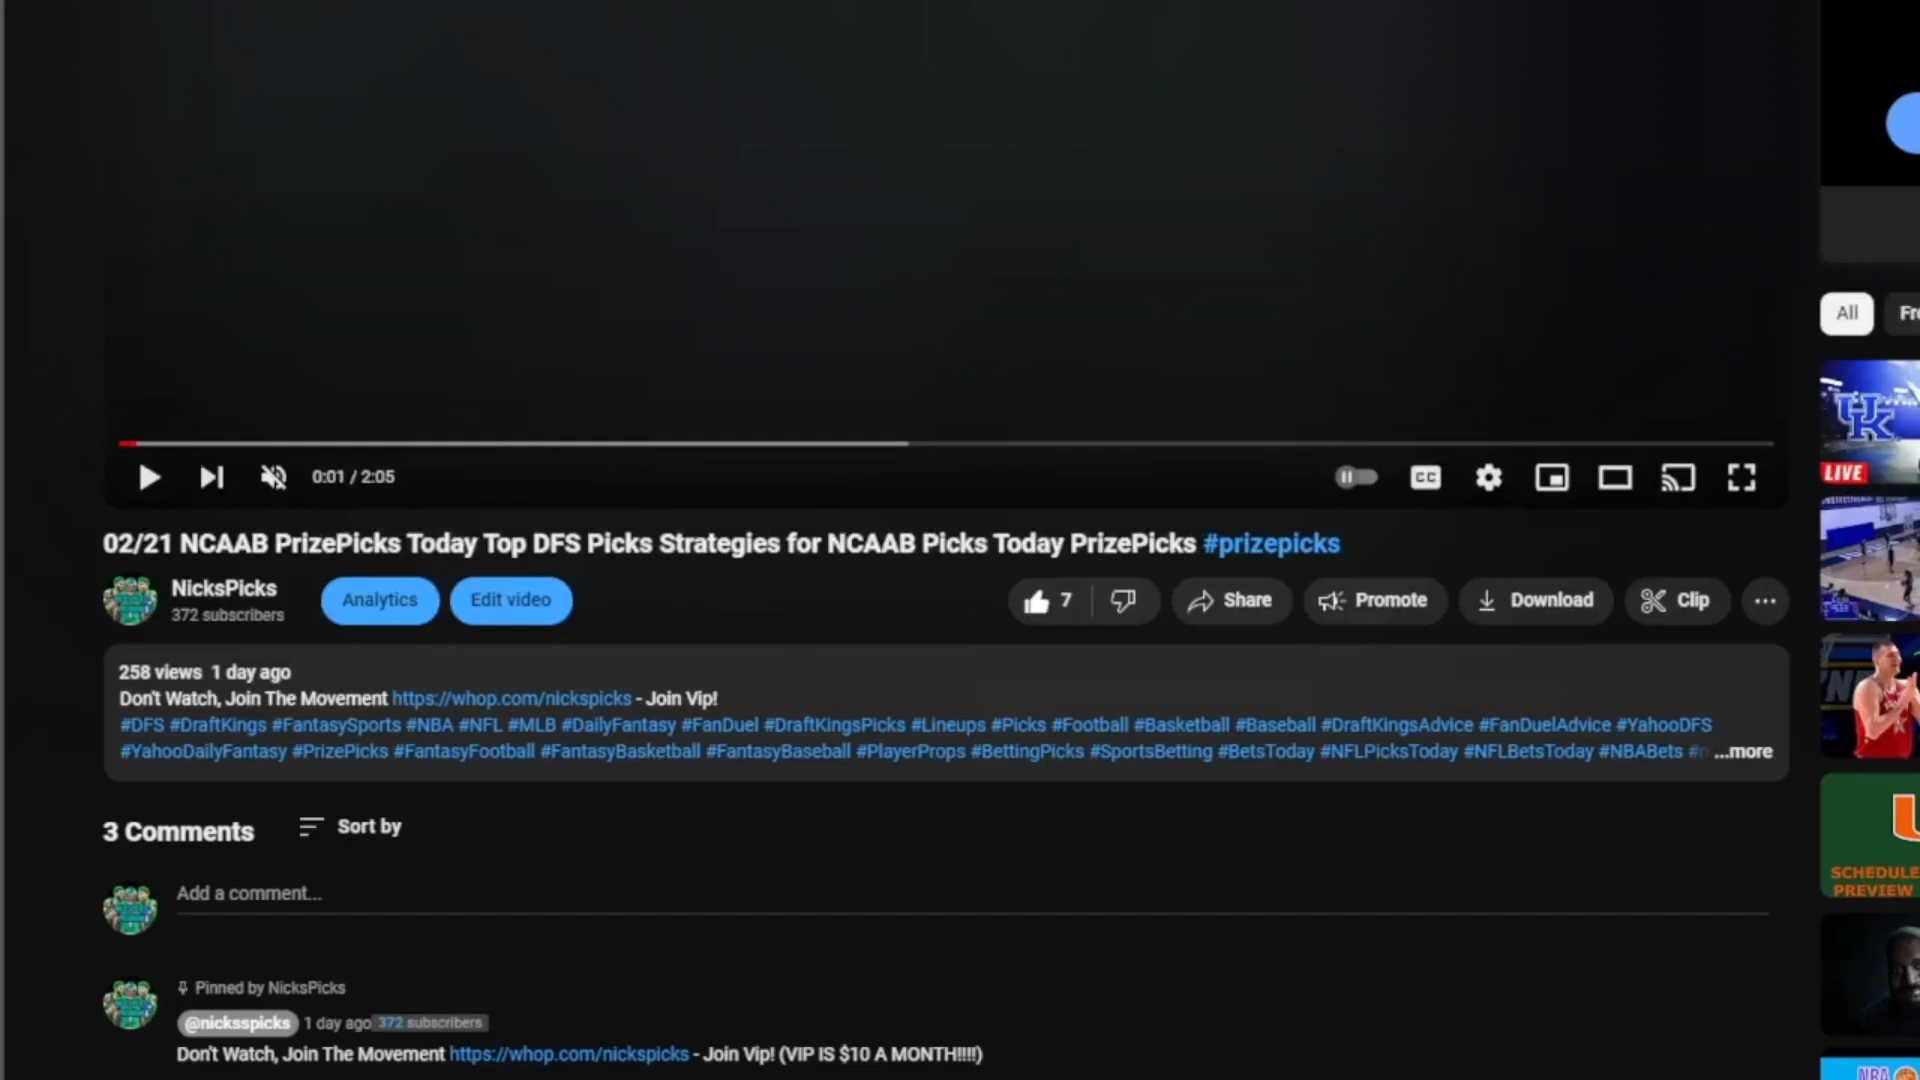 0:01 / 2:05
CC
02/21 NCAAB PrizePicks Today Top DFS Picks Strategies for NCAAB Picks Today PrizePicks #prizepicks
NicksPicks
372 subscribers
Analytics
Edit video
7
Share
Promote
Download
Clip
258 views 1 day ago
Don't Watch, Join The Movement https://whop.com/nickspicks - Join Vip!
#DFS #DraftKings #FantasySports #NBA #NFL #MLB #DailyFantasy #FanDuel #DraftKingsPicks #Lineups #Picks #Football #Basketball #Baseball #DraftKingsAdvice #FanDuelAdvice #YahooDFS
#YahooDailyFantasy #PrizePicks #FantasyFootball #FantasyBasketball #FantasyBaseball #PlayerProps #BettingPicks #SportsBetting #BetsToday #NFLPicksToday #NFLBetsToday #NBABets #n ...more
3 Comments
Sort by
Add a comment...
Pinned by NicksPicks
@nicksspicks 1 day ago 372 subscribers
Don't Watch, Join The Movement https://whop.com/nickspicks - Join Vip! (VIP IS $10 A MONTH!!!!)
All
Fr
UK
LIVE
U
SCHEDULE
PREVIEW
NBA